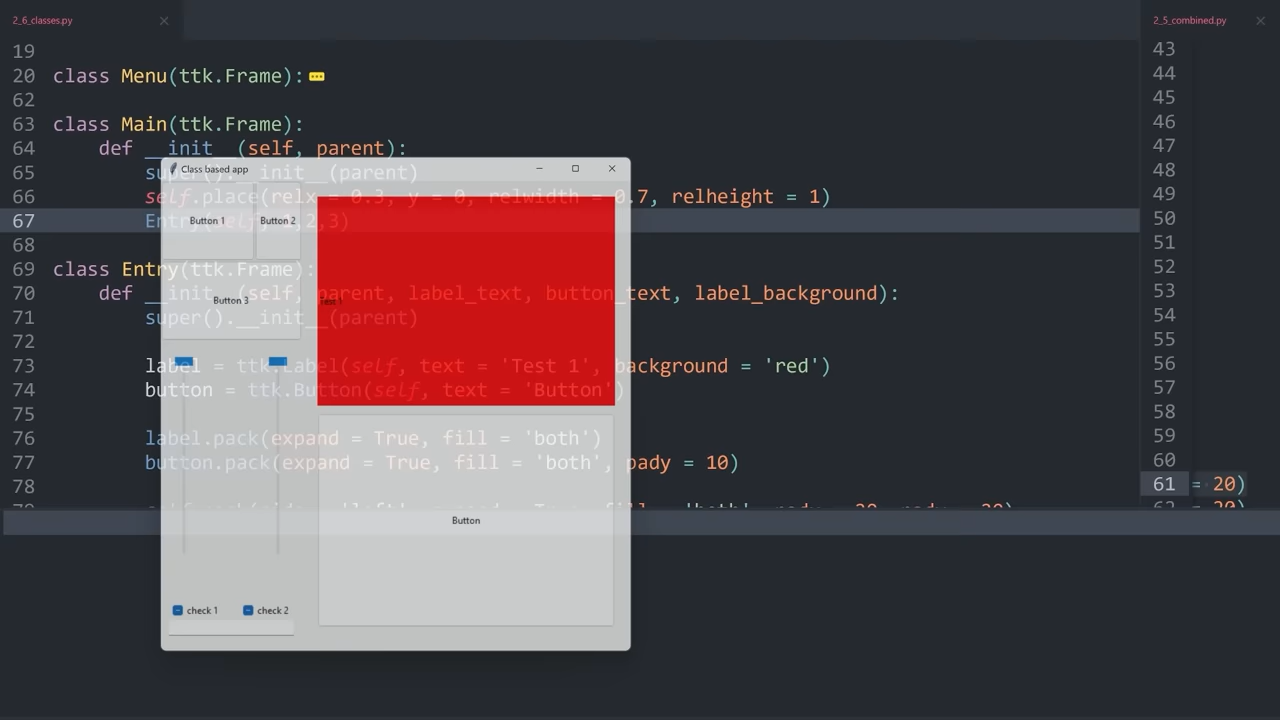 2_6_classes.py
2_5_combined.py
19
20 class Menu(ttk.Frame):
62
63 class Main(ttk.Frame):
64 def __init__(self, parent):
65 super().__init__(parent)
66 self.place(relx = 0.3, y = 0, relwidth = 0.7, relheight = 1)
67 Entry(self, 1,2,3)
68
69 class Entry(ttk.Frame):
70 def __init__(self, parent, label_text, button_text, label_background):
71 super().__init__(parent)
72
73 label = ttk.Label(self, text = 'Test 1', background = 'red')
74 button = ttk.Button(self, text = 'Button')
75
76 label.pack(expand = True, fill = 'both')
77 button.pack(expand = True, fill = 'both', pady = 10)
78
Class based app
Button 1
Button 2
Button 3
Test 1
Button
check 1
check 2
43
44
45
46
47
48
49
50
51
52
53
54
55
56
57
58
59
60
61 = 20)